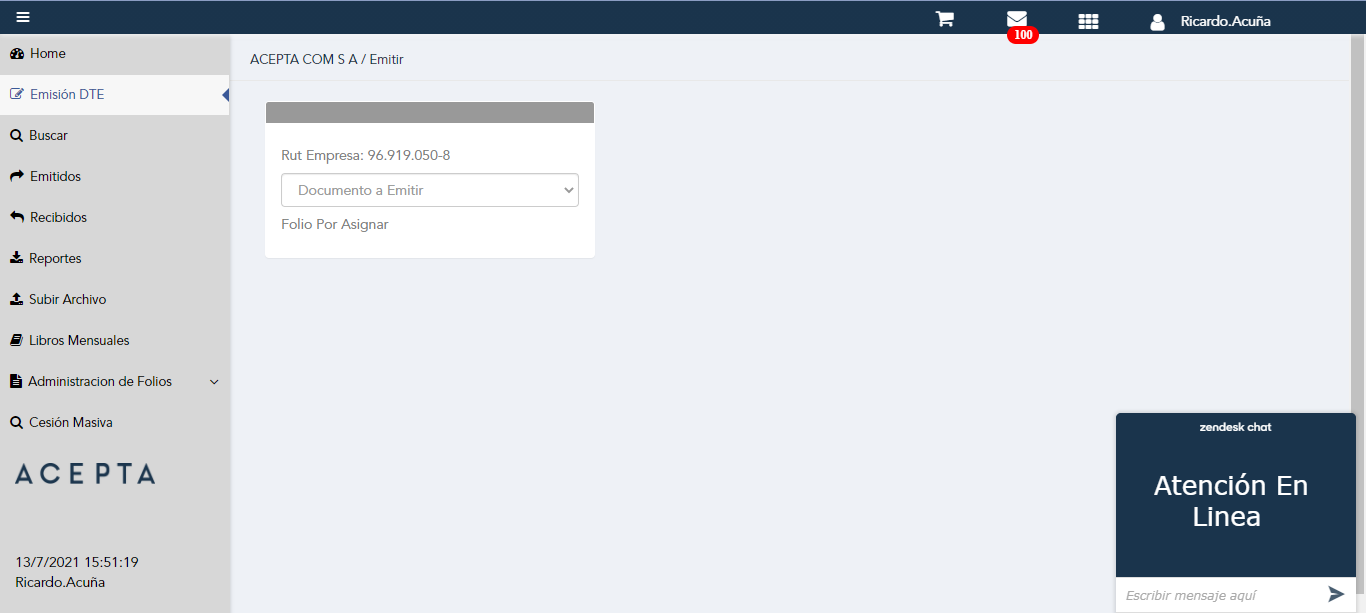 100
Ricardo.Acuña
Home
Emisión DTE
Buscar
Emitidos
Recibidos
Reportes
Subir Archivo
Libros Mensuales
Administracion de Folios
Cesión Masiva
ACEPTA
13/7/2021 15:51:19
Ricardo.Acuña
ACEPTA COM S A / Emitir
Rut Empresa: 96.919.050-8
Documento a Emitir
Folio Por Asignar
zendesk chat
Atención En
Linea
Escribir mensaje aquí